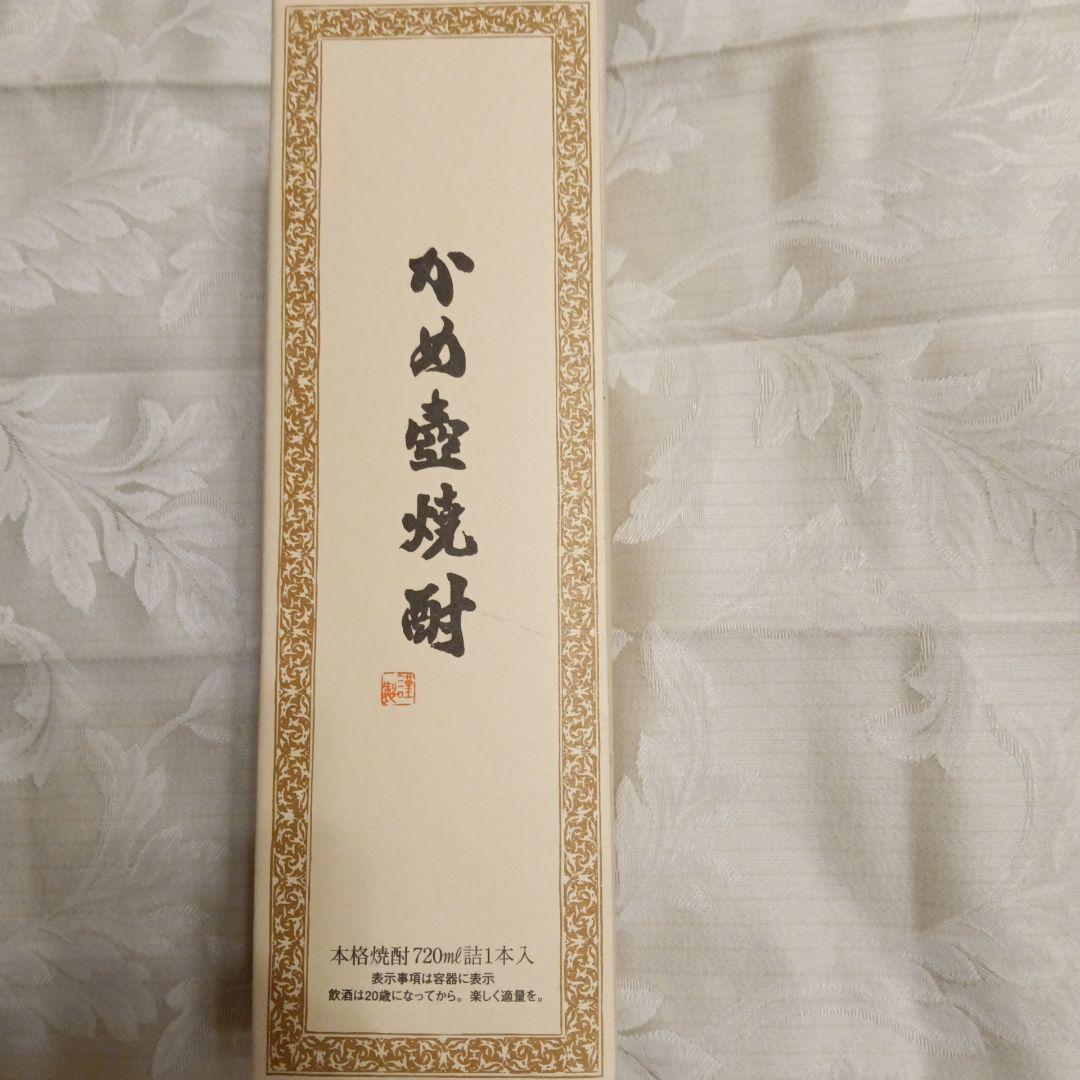 かめ壺焼酎
謹製
本格焼酎720ml詰1本入
表示事項は容器に表示
飲酒は20歳になってから。楽しく適量を。